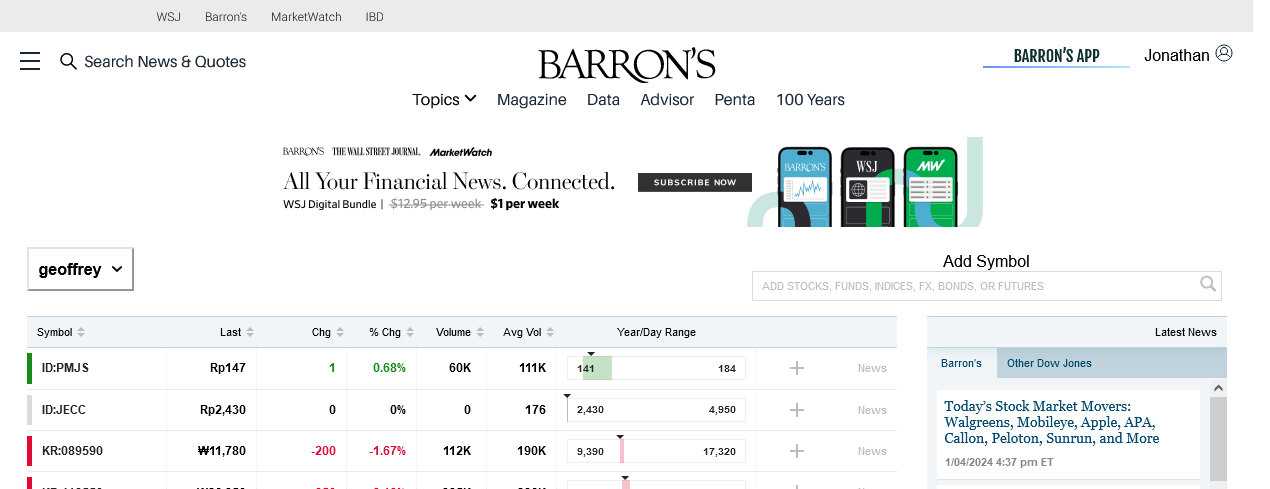 WSJ Barron's MarketWatch IBD
Search News & Quotes
BARRON'S
BARRON'S APP
Jonathan
Topics Magazine Data Advisor Penta 100 Years
BARRON'S THE WALL STREET JOURNAL MarketWatch
All Your Financial News. Connected.
WSJ Digital Bundle | $12.95 per week $1 per week
SUBSCRIBE NOW
BARRON'S WSJ MW
geoffrey
Add Symbol
ADD STOCKS, FUNDS, INDICES, FX, BONDS, OR FUTURES
Symbol Last Chg % Chg Volume Avg Vol Year/Day Range
ID:PMJS Rp147 1 0.68% 60K 111K 141 184 News
ID:JECC Rp2,430 0 0% 0 176 2,430 4,950 News
KR:089590 ₩11,780 -200 -1.67% 112K 190K 9,390 17,320 News
Latest News
Barron's Other Dow Jones
Today's Stock Market Movers:
Walgreens, Mobileye, Apple, APA,
Callon, Peloton, Sunrun, and More
1/04/2024 4:37 pm ET